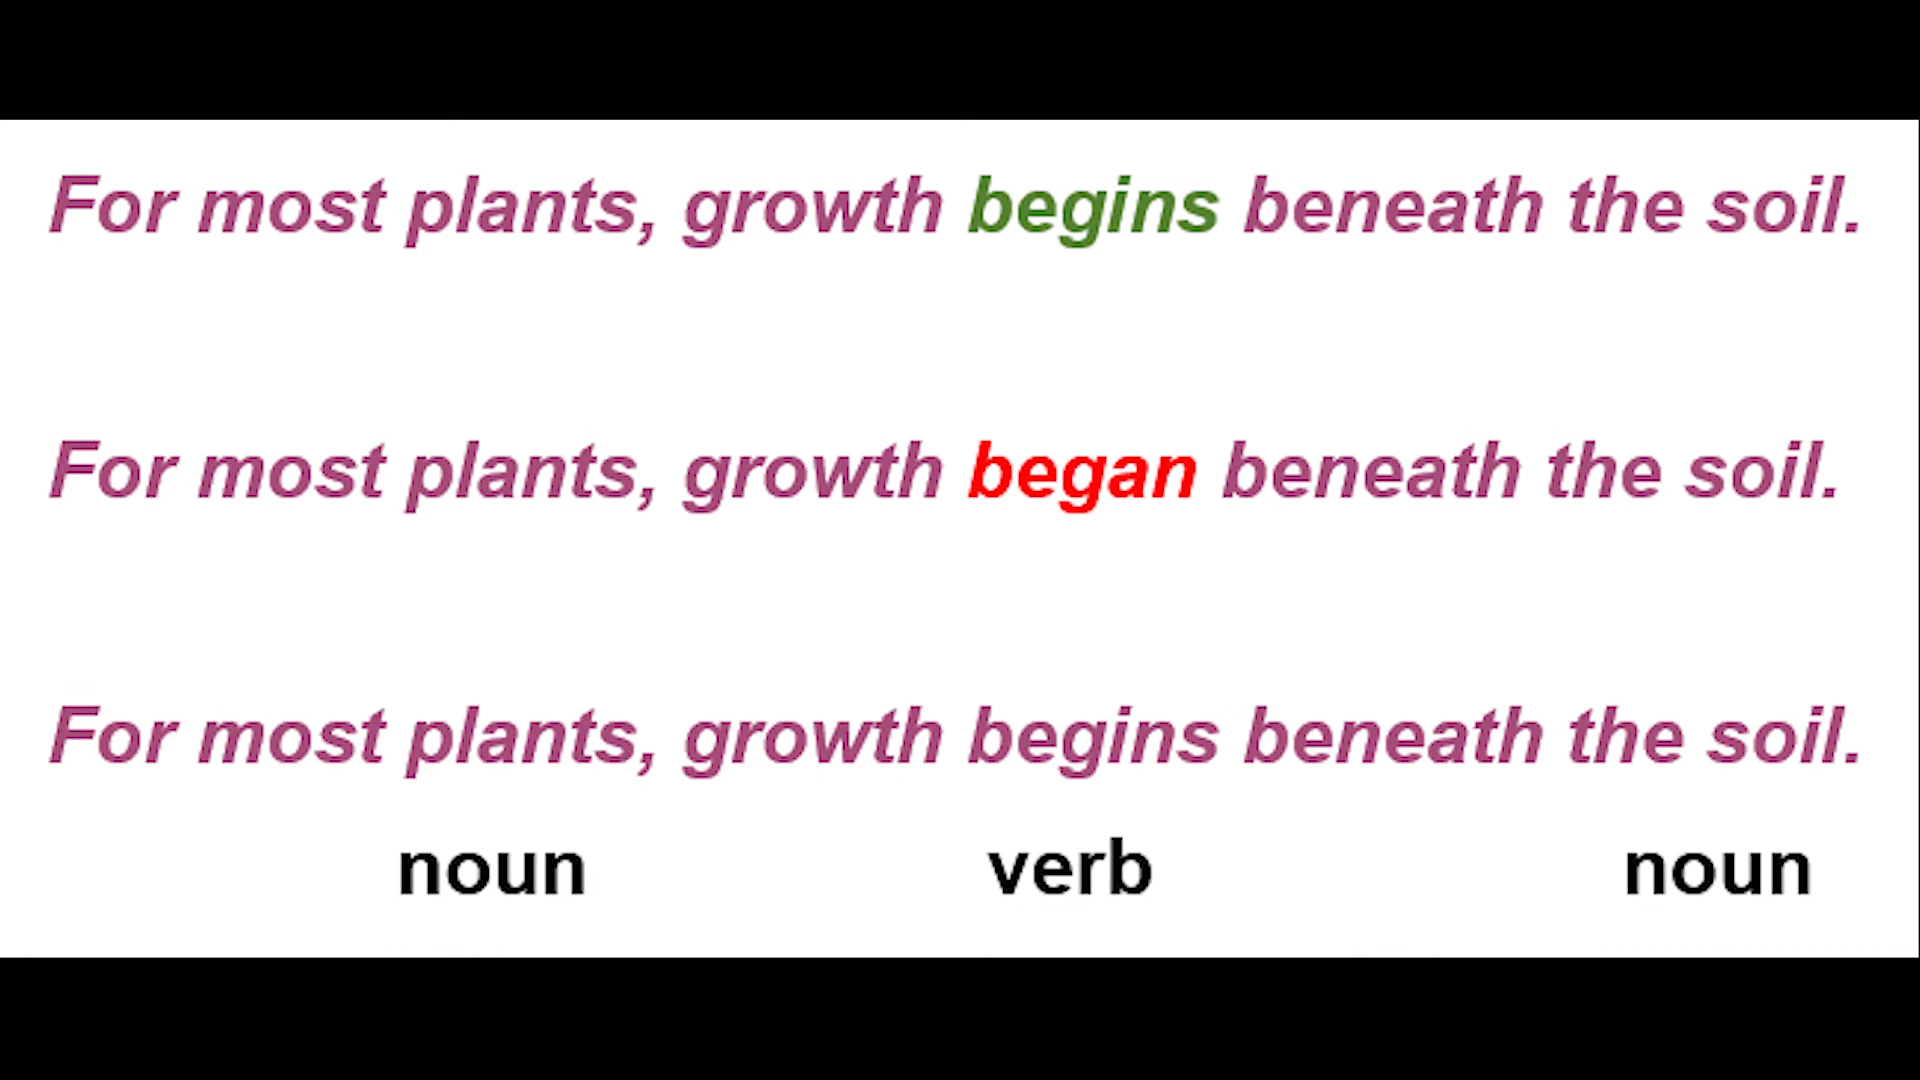 For most plants, growth begins beneath the soil.
For most plants, growth began beneath the soil.
For most plants, growth begins beneath the soil.
noun verb noun